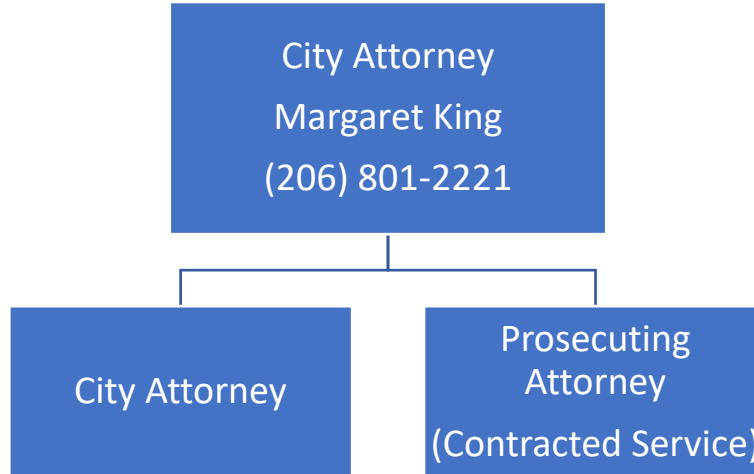 City Attorney
Margaret King
(206) 801-2221
City Attorney
Prosecuting
Attorney
(Contracted Service)